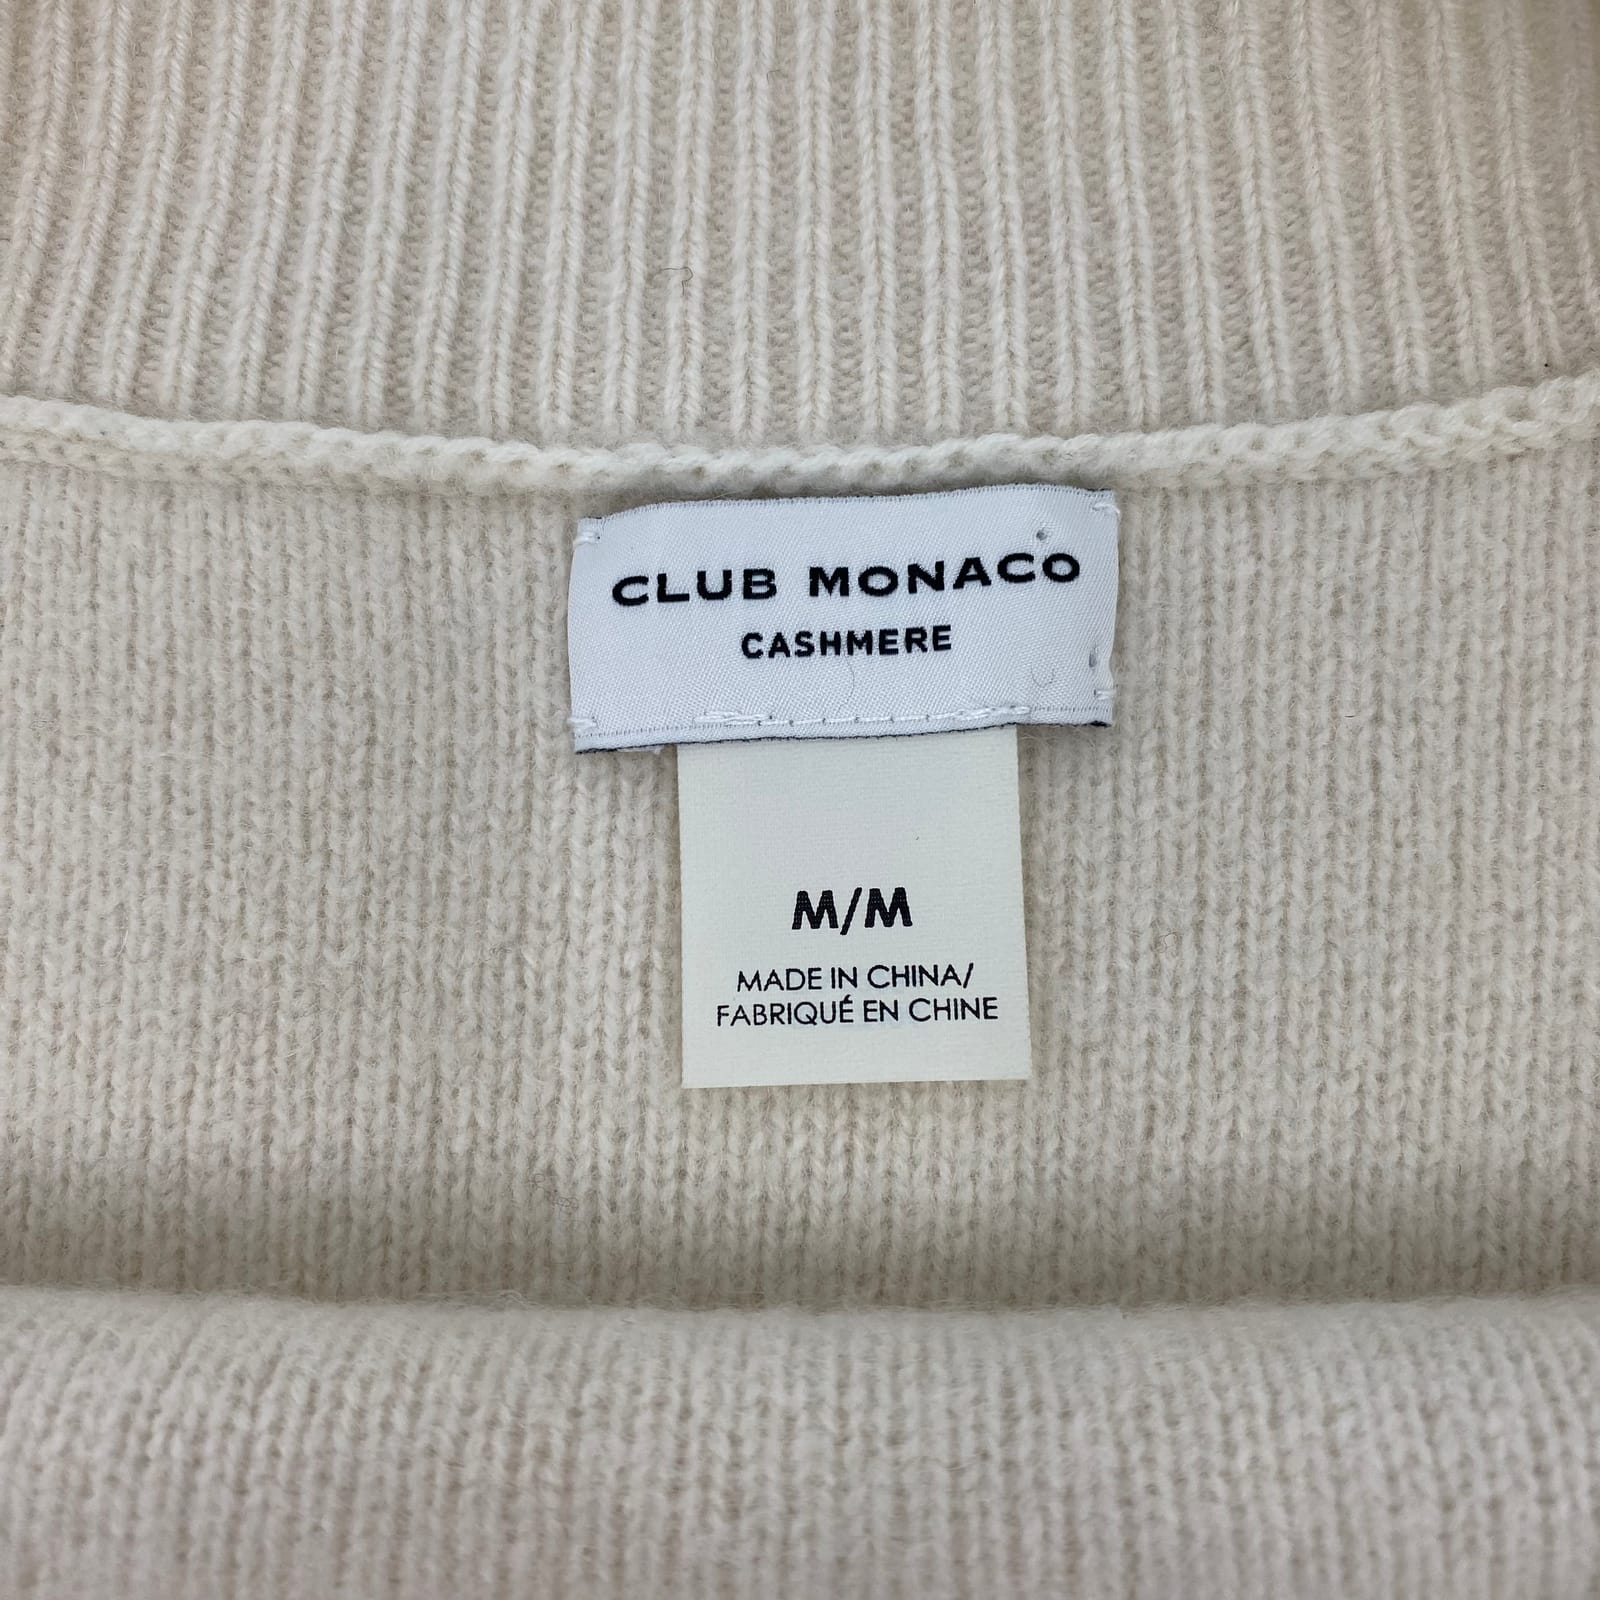 CLUB MONACO
CASHMERE
M/M
MADE IN CHINA/
FABRIQUÉ EN CHINE